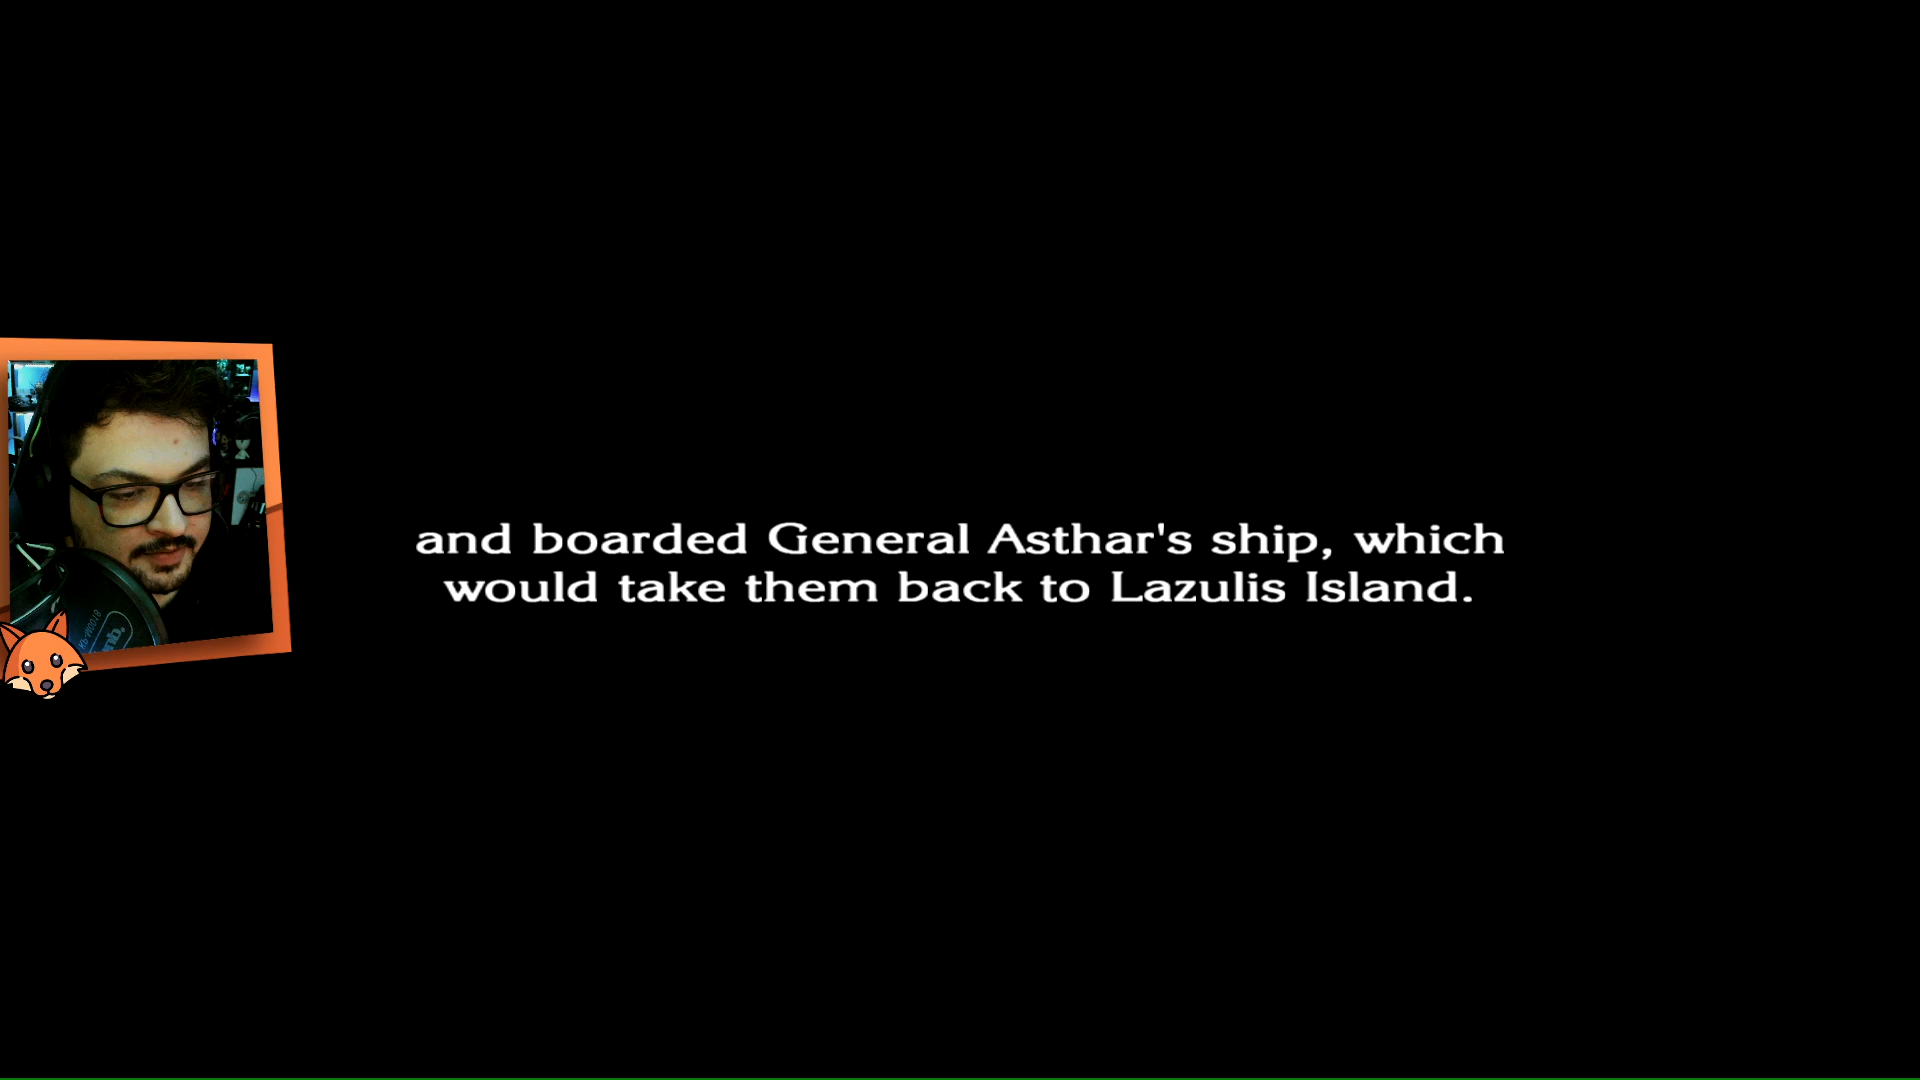 and boarded General Asthar's ship, which
would take them back to Lazulis Island.